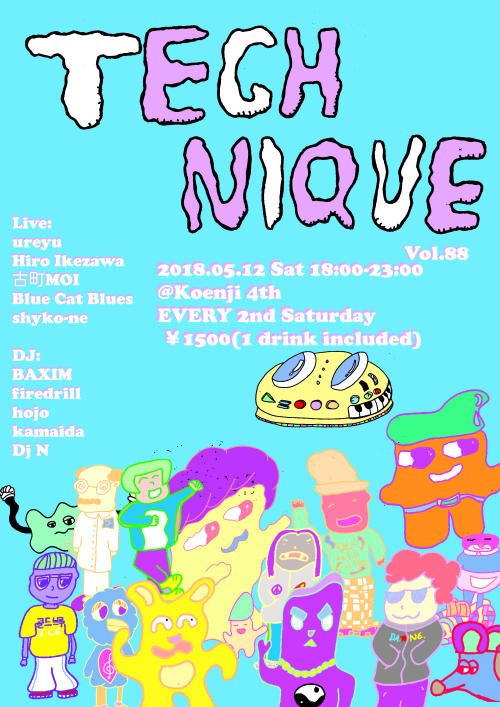 TECH
NIQUE
Vol.88
2018.05.12 Sat 18:00-23:00
@Koenji 4th
EVERY 2nd Saturday
￥1500(1 drink included)
Live:
ureyu
Hiro Ikezawa
古町MOI
Blue Cat Blues
shyko-ne
DJ:
BAXIM
firedrill
hojo
kamaida
Dj N